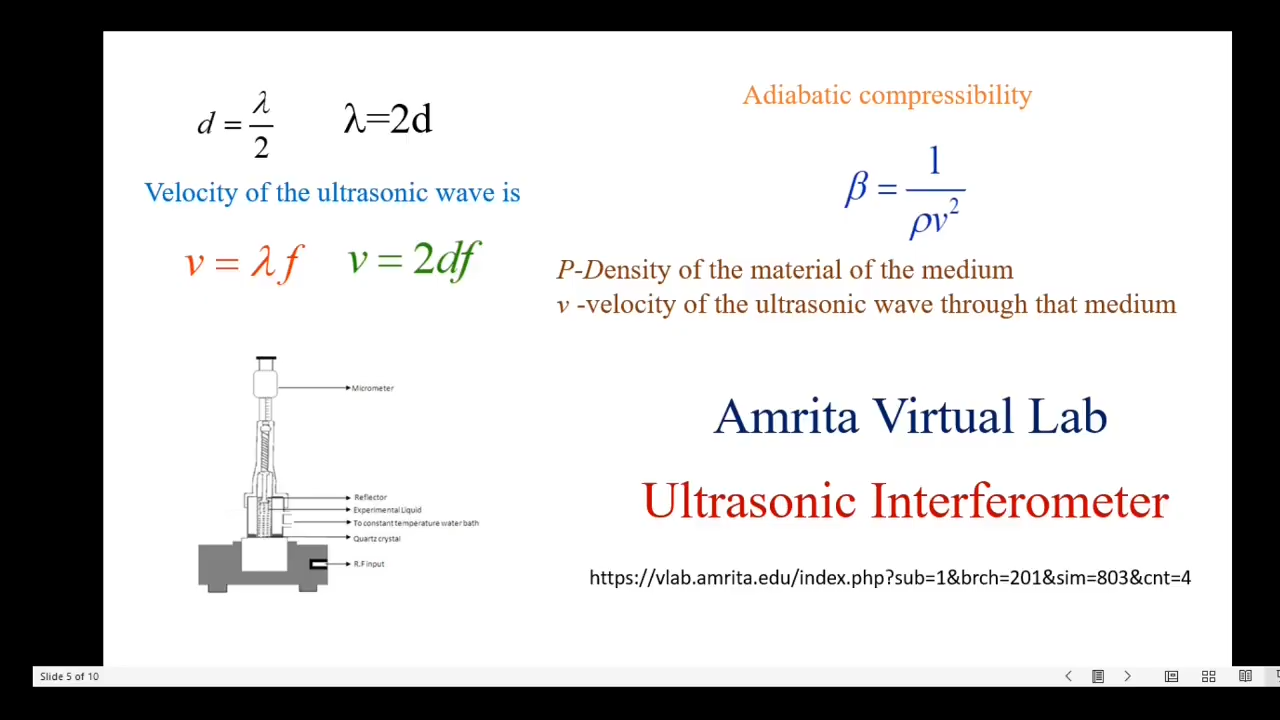 d = λ/2
λ=2d
Velocity of the ultrasonic wave is
v = λ f
v = 2df
Adiabatic compressibility
β = 1/ρv²
P-Density of the material of the medium
v -velocity of the ultrasonic wave through that medium
Micrometer
Reflector
Experimental Liquid
To constant temperature water bath
Quartz crystal
R.F input
Amrita Virtual Lab
Ultrasonic Interferometer
https://vlab.amrita.edu/index.php?sub=1&brch=201&sim=803&cnt=4
Slide 5 of 10